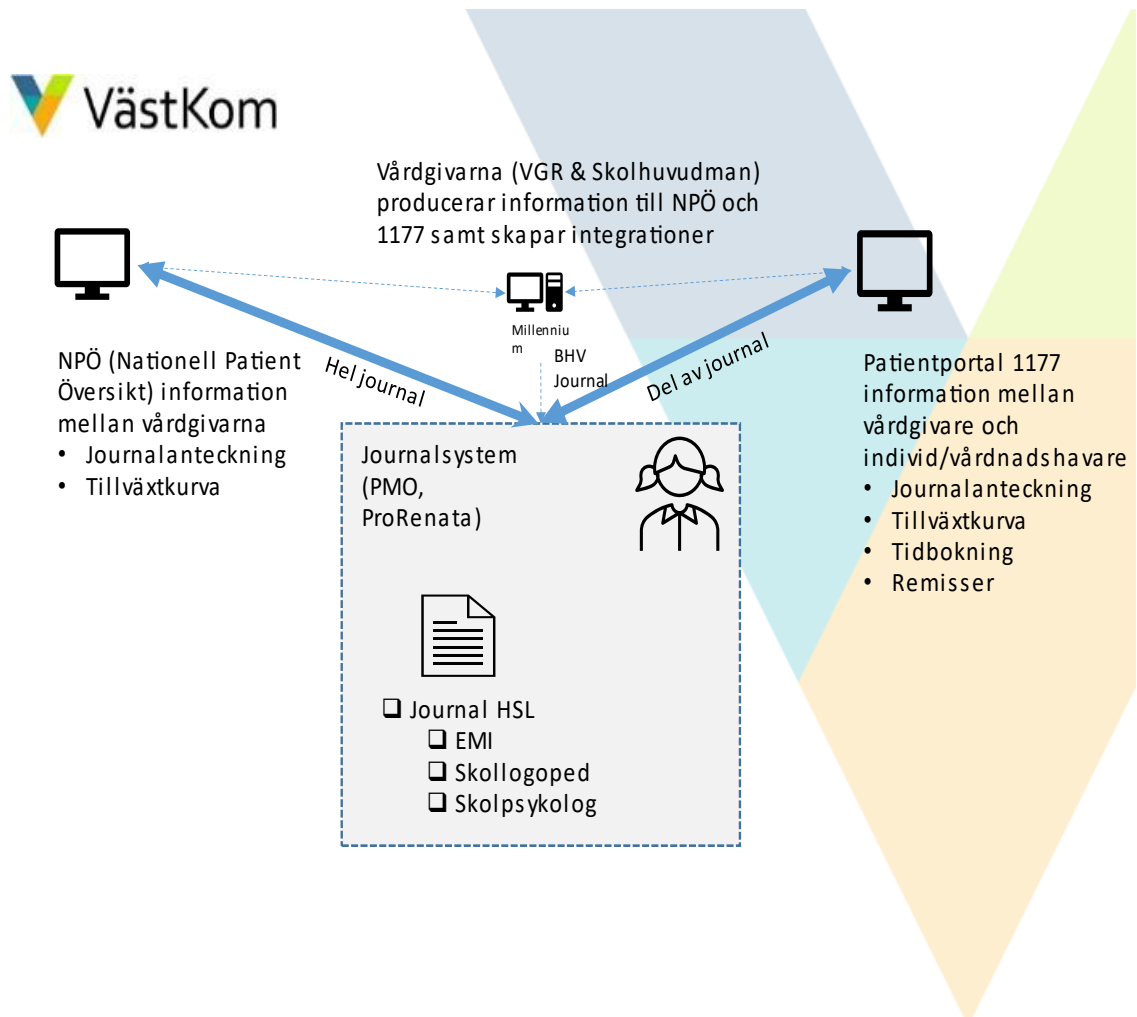 VästKom
Vårdgivarna (VGR & Skolhuvudman)
producerar information till NPÖ och
1177 samt skapar integrationer
Millenniu
m
BHV
Journal
Hel journal
Del av journal
NPÖ (Nationell Patient
Översikt) information
mellan vårdgivarna
• Journalanteckning
• Tillväxtkurva
Journalsystem
(PMO,
ProRenata)
❑ Journal HSL
❑ EMI
❑ Skollogoped
❑ Skolpsykolog
Patientportal 1177
information mellan
vårdgivare och
individ/vårdnadshavare
• Journalanteckning
• Tillväxtkurva
• Tidbokning
• Remisser